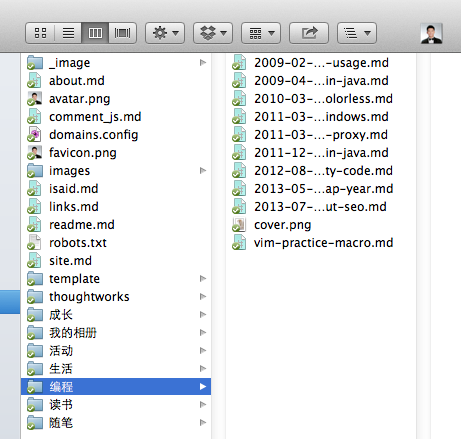 _image
about.md
avatar.png
comment_js.md
domains.config
favicon.png
images
isaid.md
links.md
readme.md
robots.txt
site.md
template
thoughtworks
成长
我的相册
活动
生活
编程
读书
随笔
2009-02-...-usage.md
2009-04-...in-java.md
2010-03-...olorless.md
2011-03-...indows.md
2011-03-...-proxy.md
2011-12-...in-java.md
2012-08-...ty-code.md
2013-05-...ap-year.md
2013-07-...ut-seo.md
cover.png
vim-practice-macro.md